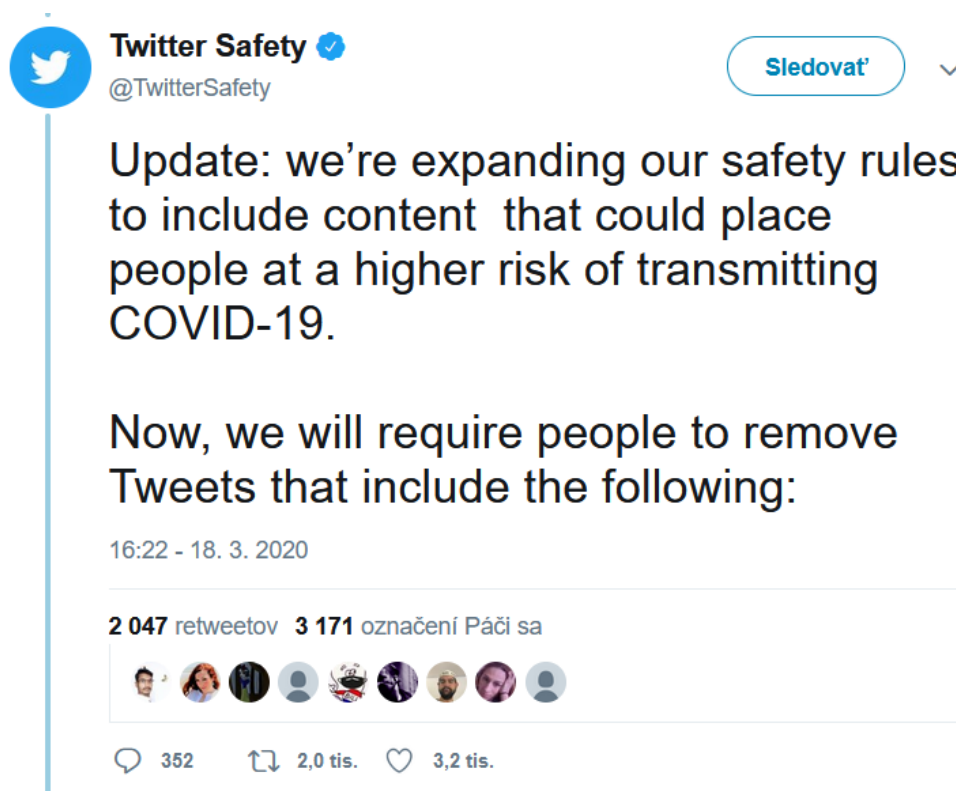 Twitter Safety
@TwitterSafety
Sledovať
Update: we’re expanding our safety rules
to include content  that could place
people at a higher risk of transmitting
COVID-19.
Now, we will require people to remove
Tweets that include the following:
16:22 - 18. 3. 2020
2 047 retweetov 3 171 označení Páči sa
352 2,0 tis. 3,2 tis.